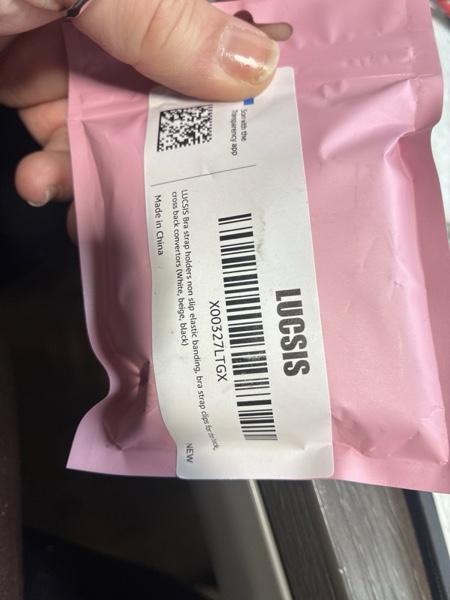 LUCSIS
X00327LTGX
LUCSIS Bra strap holders non slip elastic banding, bra strap clips for
cross back convertors (White, beige, black)
NEW
Made in China
Scan with the
Transparency app